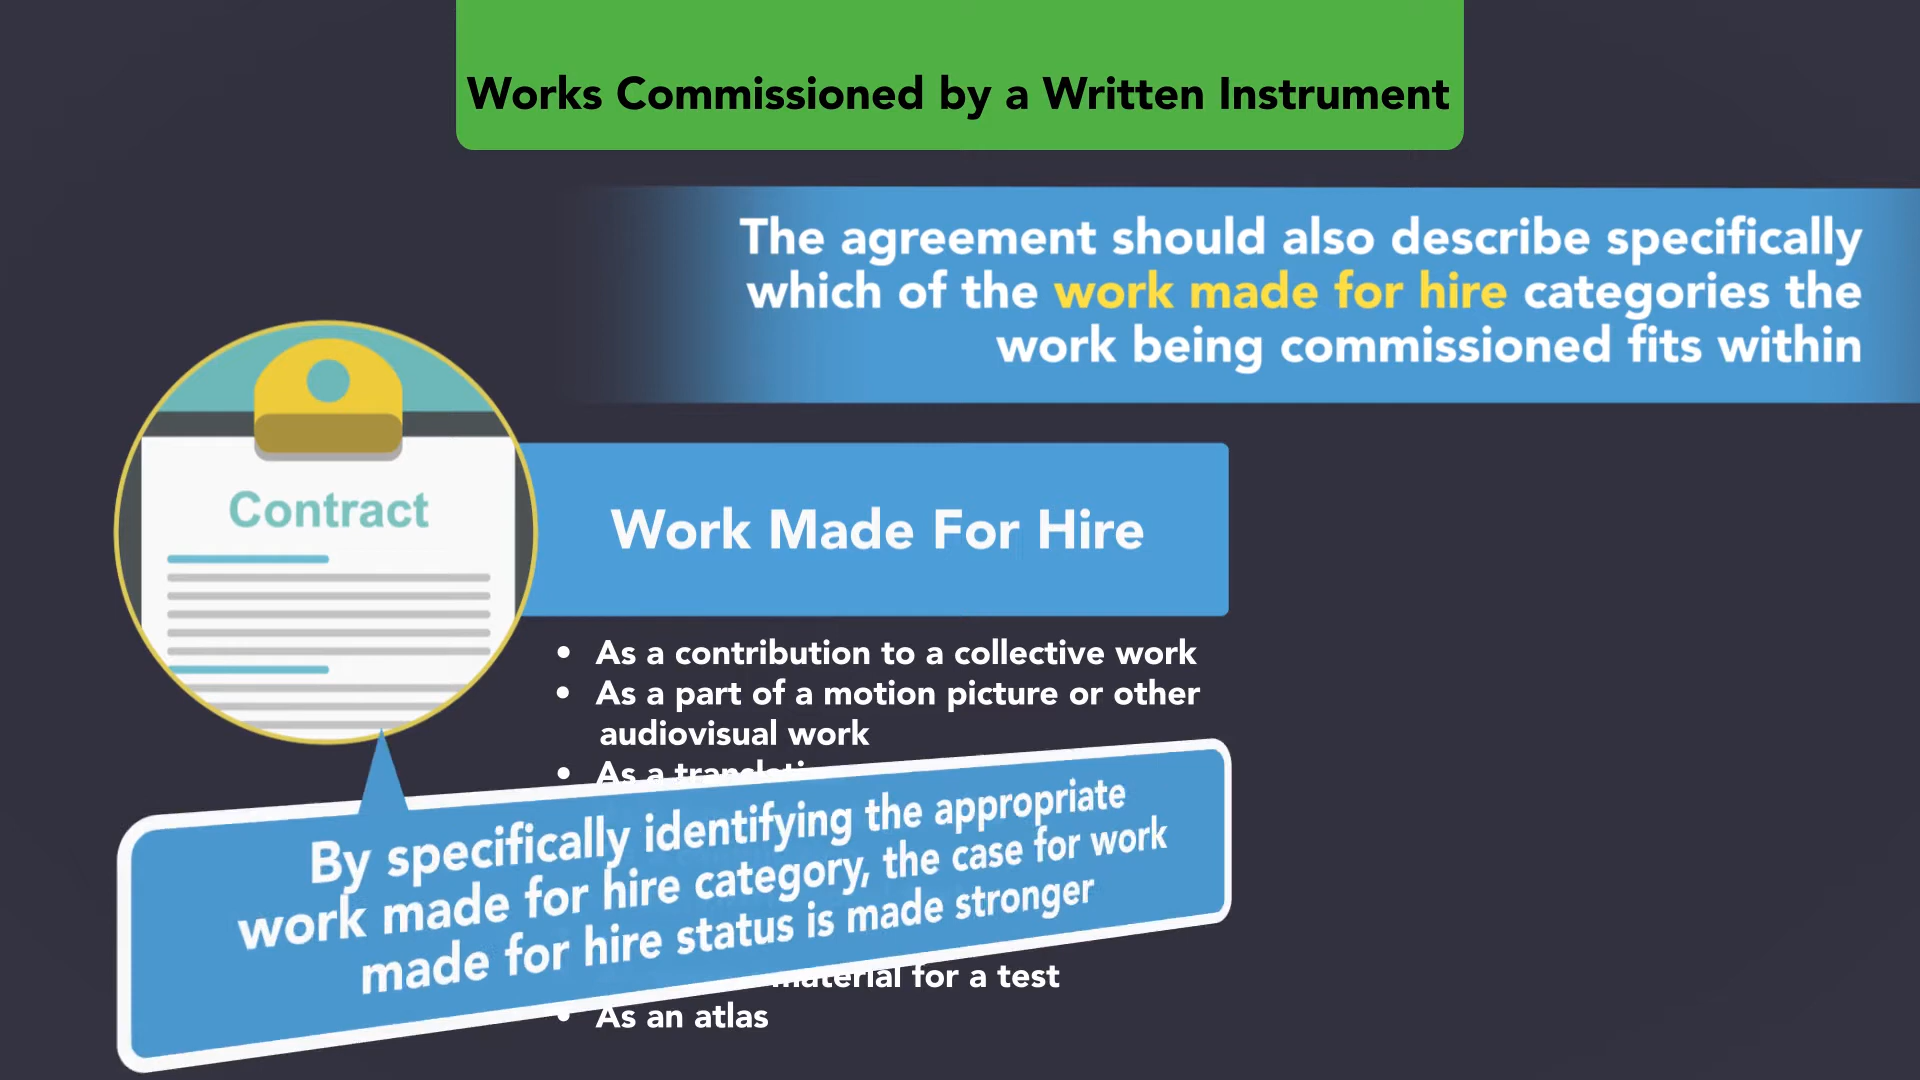 Works Commissioned by a Written Instrument
The agreement should also describe specifically
which of the work made for hire categories the
work being commissioned fits within
Contract
Work Made For Hire
• As a contribution to a collective work
• As a part of a motion picture or other
audiovisual work
• As a
By specifically identifying the appropriate
work made for hire category, the case for work
made for hire status is made stronger
material for a test
• As an atlas